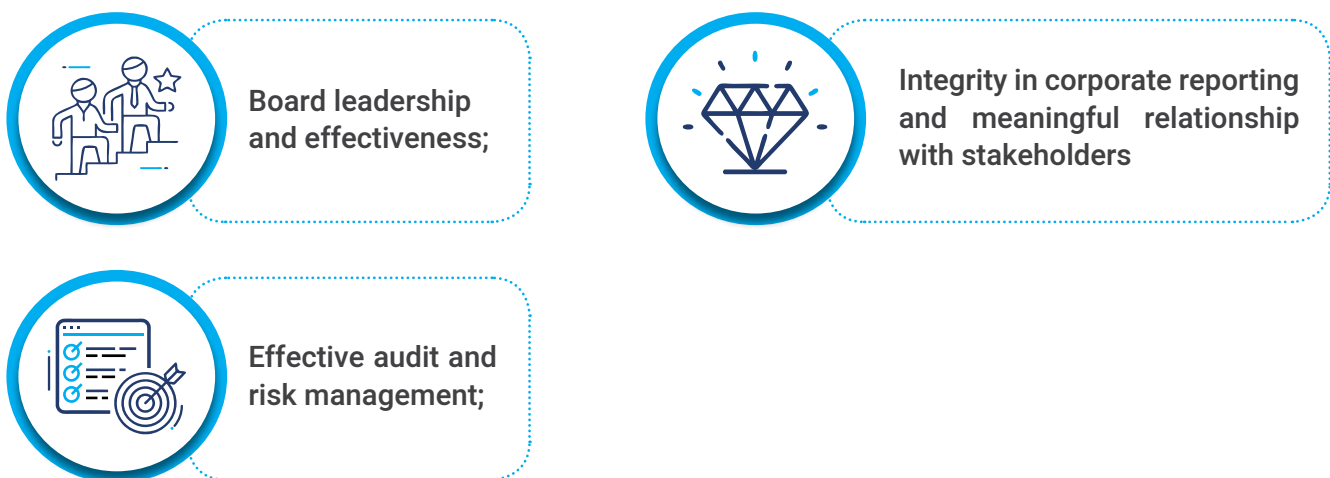 Board leadership
and effectiveness;
Effective audit and
risk management;
Integrity in corporate reporting
and meaningful relationship
with stakeholders